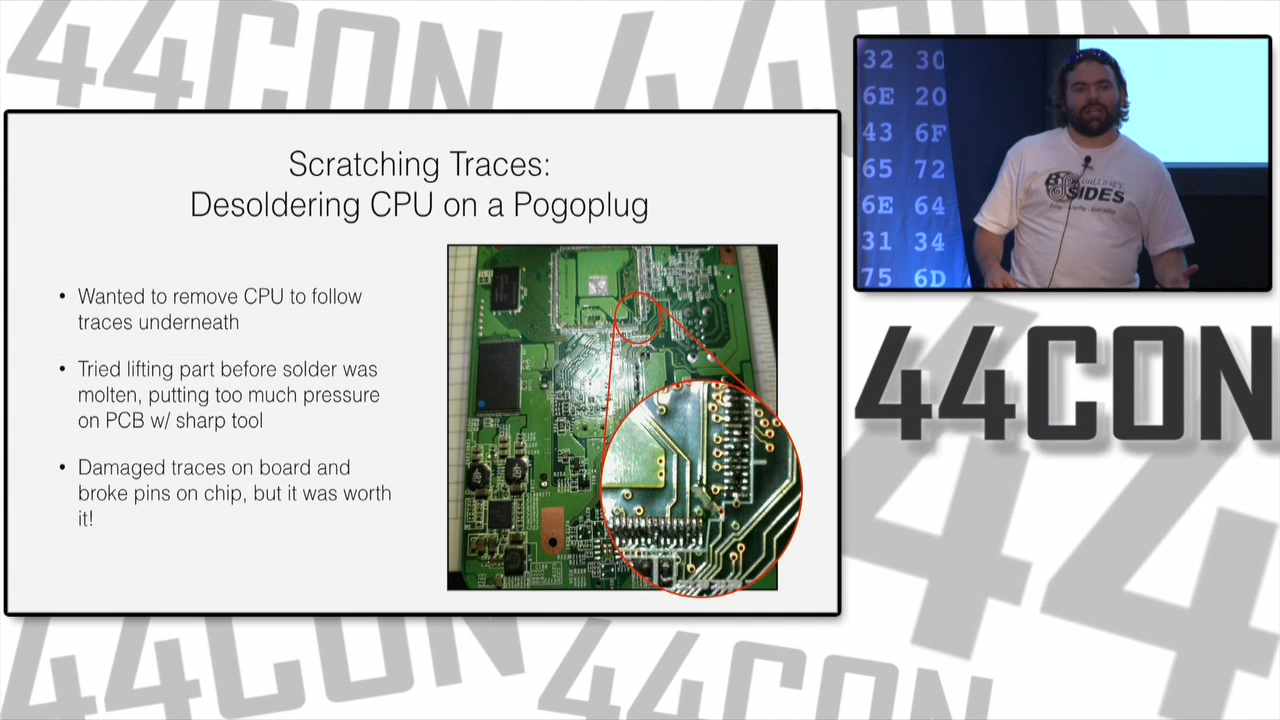 Scratching Traces:
Desoldering CPU on a Pogoplug
• Wanted to remove CPU to follow
traces underneath
• Tried lifting part before solder was
molten, putting too much pressure
on PCB w/ sharp tool
• Damaged traces on board and
broke pins on chip, but it was worth
it!
32 30
6E 20
43 6F
65 72
6E 64
31 34
75 6D
BSIDES
44CON
44CON
44CON
44CON